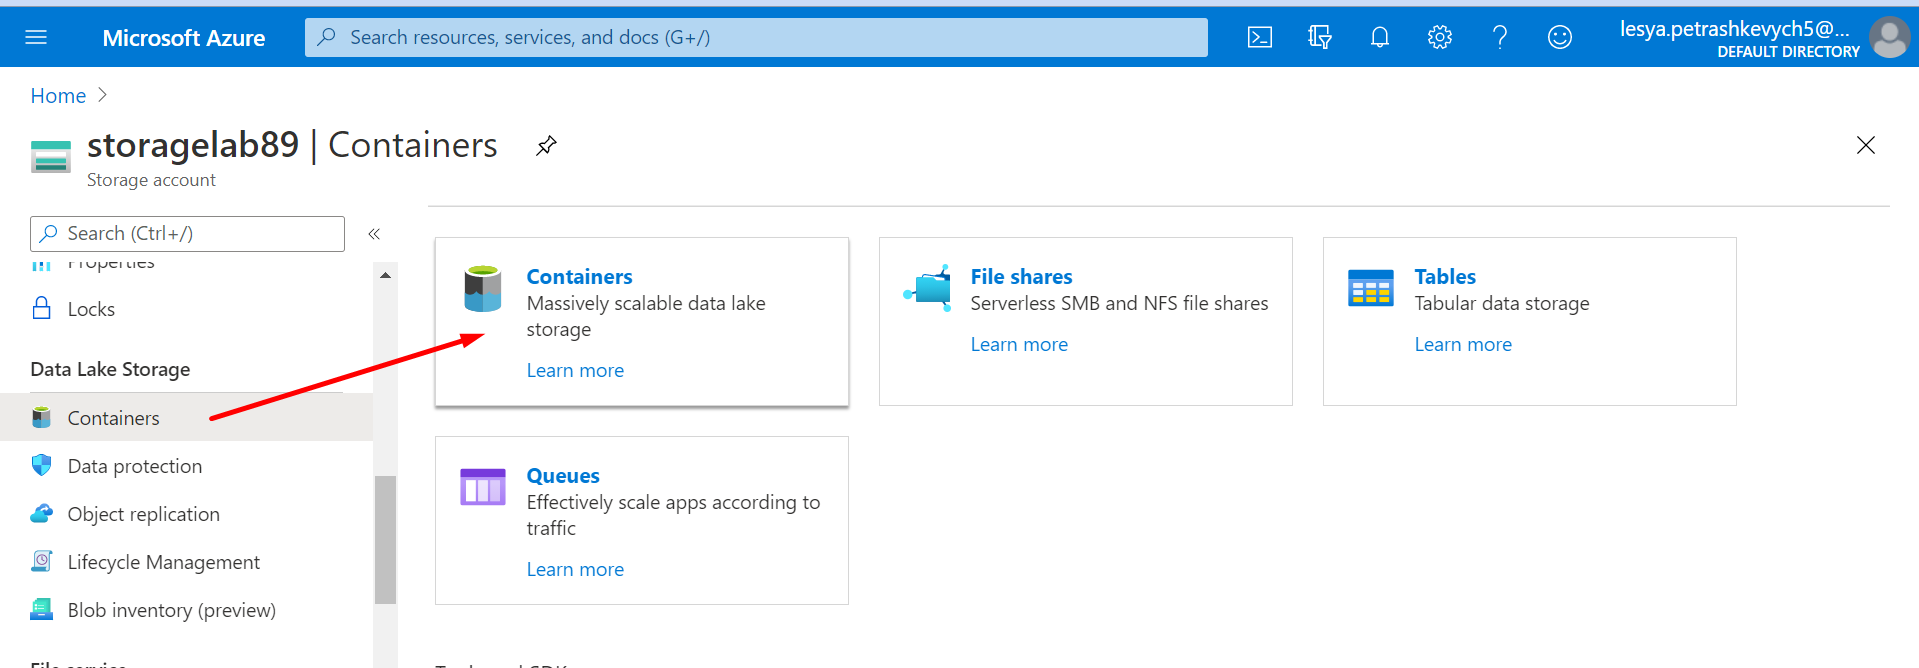 Microsoft Azure
Search resources, services, and docs (G+/)
lesya.petrashkevych5@...
DEFAULT DIRECTORY
Home
storagelab89 | Containers
Storage account
Search (Ctrl+/)
Properties
Locks
Data Lake Storage
Containers
Data protection
Object replication
Lifecycle Management
Blob inventory (preview)
File service
Containers
Massively scalable data lake
storage
Learn more
File shares
Serverless SMB and NFS file shares
Learn more
Tables
Tabular data storage
Learn more
Queues
Effectively scale apps according to
traffic
Learn more